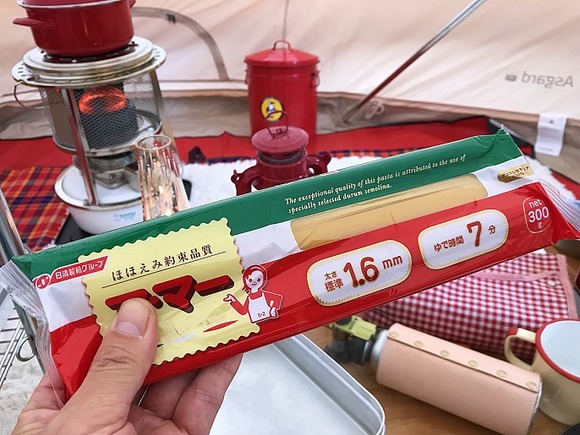 Asgard
The exceptional quality of this pasta is attributed to the use of
specially selected durum semolina.
日清製粉グループ
ほほえみ約束品質
マ・マー
太さ
標準
1.6mm
ゆで時間
7分
net
300g